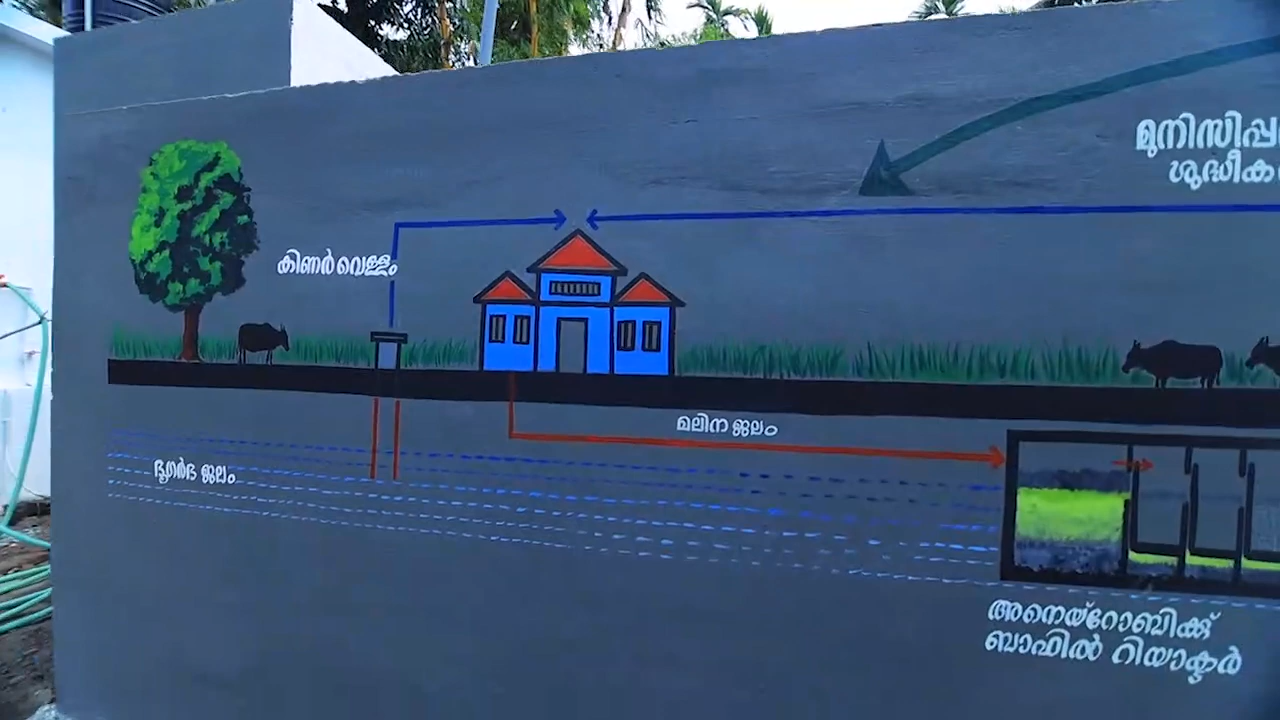 കിണർ വെള്ളം
മലിന ജലം
ഭൂഗർഭ ജലം
അനെയ്റോബിക്ക്
ബാഫിൽ റിയാക്ടർ